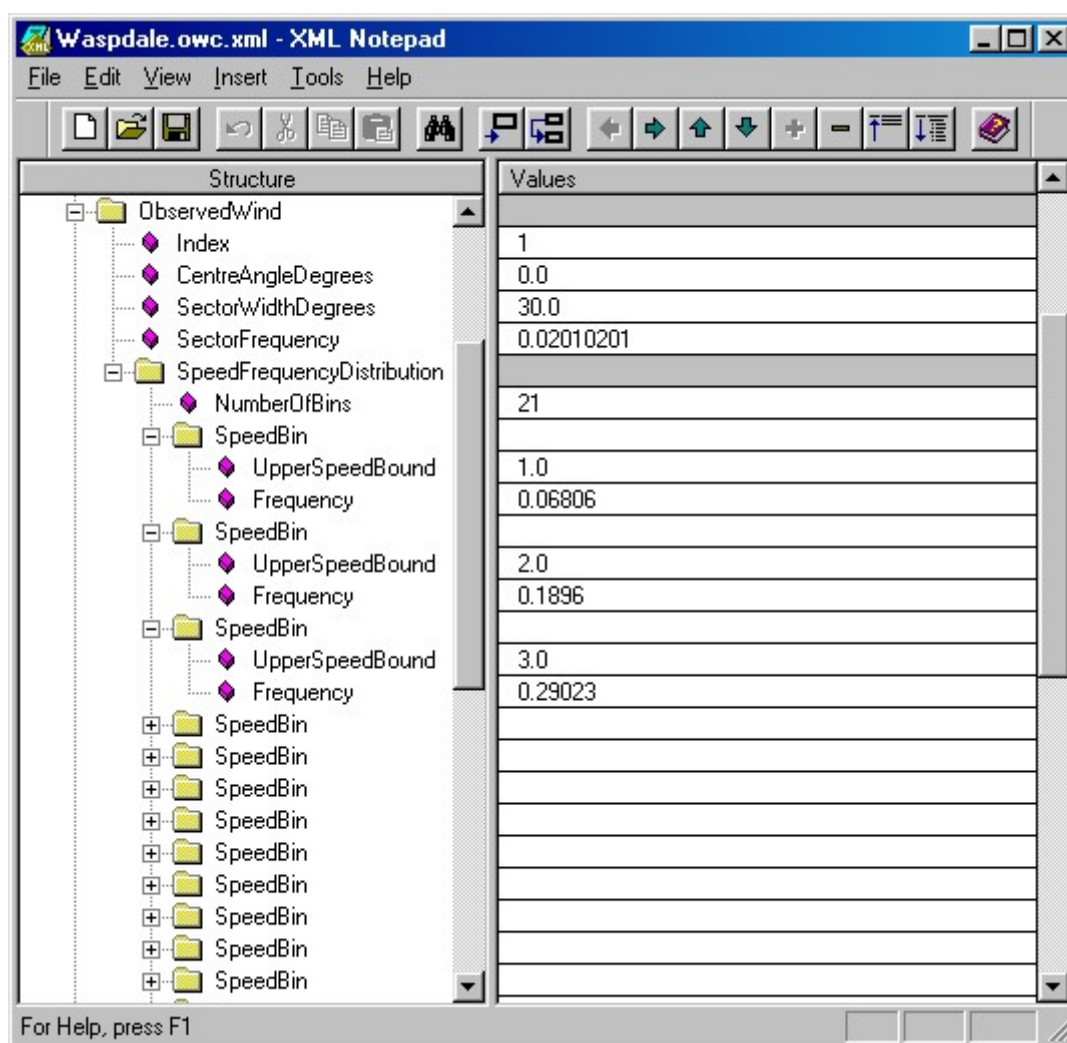 Waspdale.owc.xml - XML Notepad
File Edit View Insert Tools Help
Structure Values
ObservedWind
Index 1
CentreAngleDegrees 0.0
SectorWidthDegrees 30.0
SectorFrequency 0.02010201
SpeedFrequencyDistribution
NumberOfBins 21
SpeedBin
UpperSpeedBound 1.0
Frequency 0.06806
SpeedBin
UpperSpeedBound 2.0
Frequency 0.1896
SpeedBin
UpperSpeedBound 3.0
Frequency 0.29023
SpeedBin
SpeedBin
SpeedBin
SpeedBin
SpeedBin
SpeedBin
SpeedBin
SpeedBin
SpeedBin
For Help, press F1